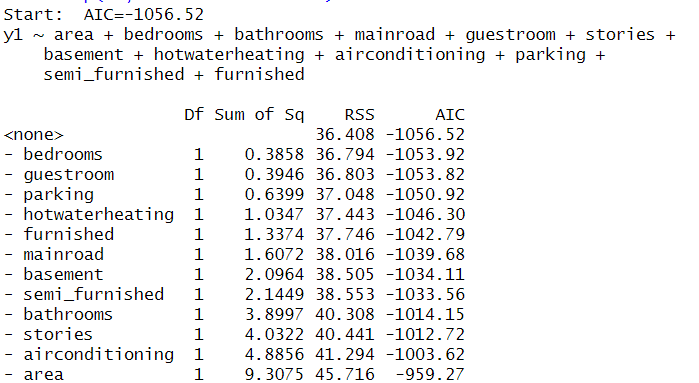 Start:  AIC=-1056.52
y1 ~ area + bedrooms + bathrooms + mainroad + guestroom + stories +
    basement + hotwaterheating + airconditioning + parking +
    semi_furnished + furnished
                  Df Sum of Sq    RSS      AIC
<none>                         36.408 -1056.52
- bedrooms         1    0.3858 36.794 -1053.92
- guestroom        1    0.3946 36.803 -1053.82
- parking          1    0.6399 37.048 -1050.92
- hotwaterheating  1    1.0347 37.443 -1046.30
- furnished        1    1.3374 37.746 -1042.79
- mainroad         1    1.6072 38.016 -1039.68
- basement         1    2.0964 38.505 -1034.11
- semi_furnished   1    2.1449 38.553 -1033.56
- bathrooms        1    3.8997 40.308 -1014.15
- stories          1    4.0322 40.441 -1012.72
- airconditioning  1    4.8856 41.294 -1003.62
- area             1    9.3075 45.716  -959.27